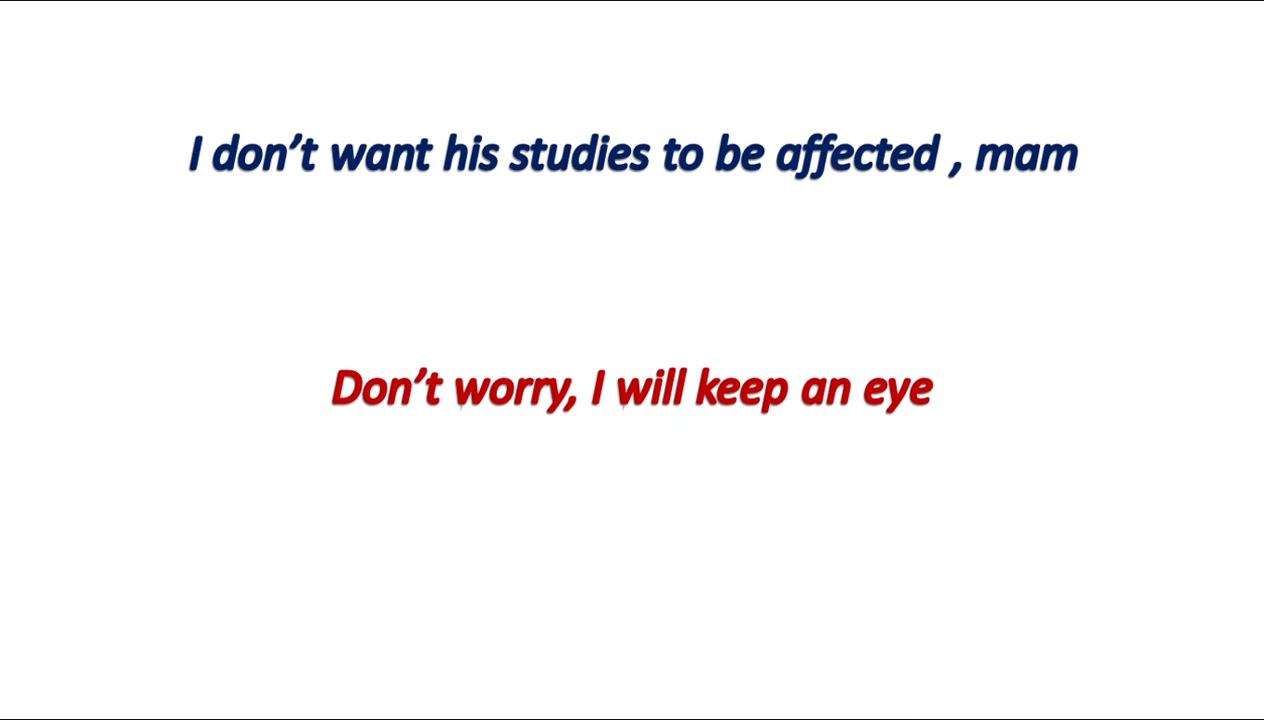 I don’t want his studies to be affected , mam
Don’t worry, I will keep an eye